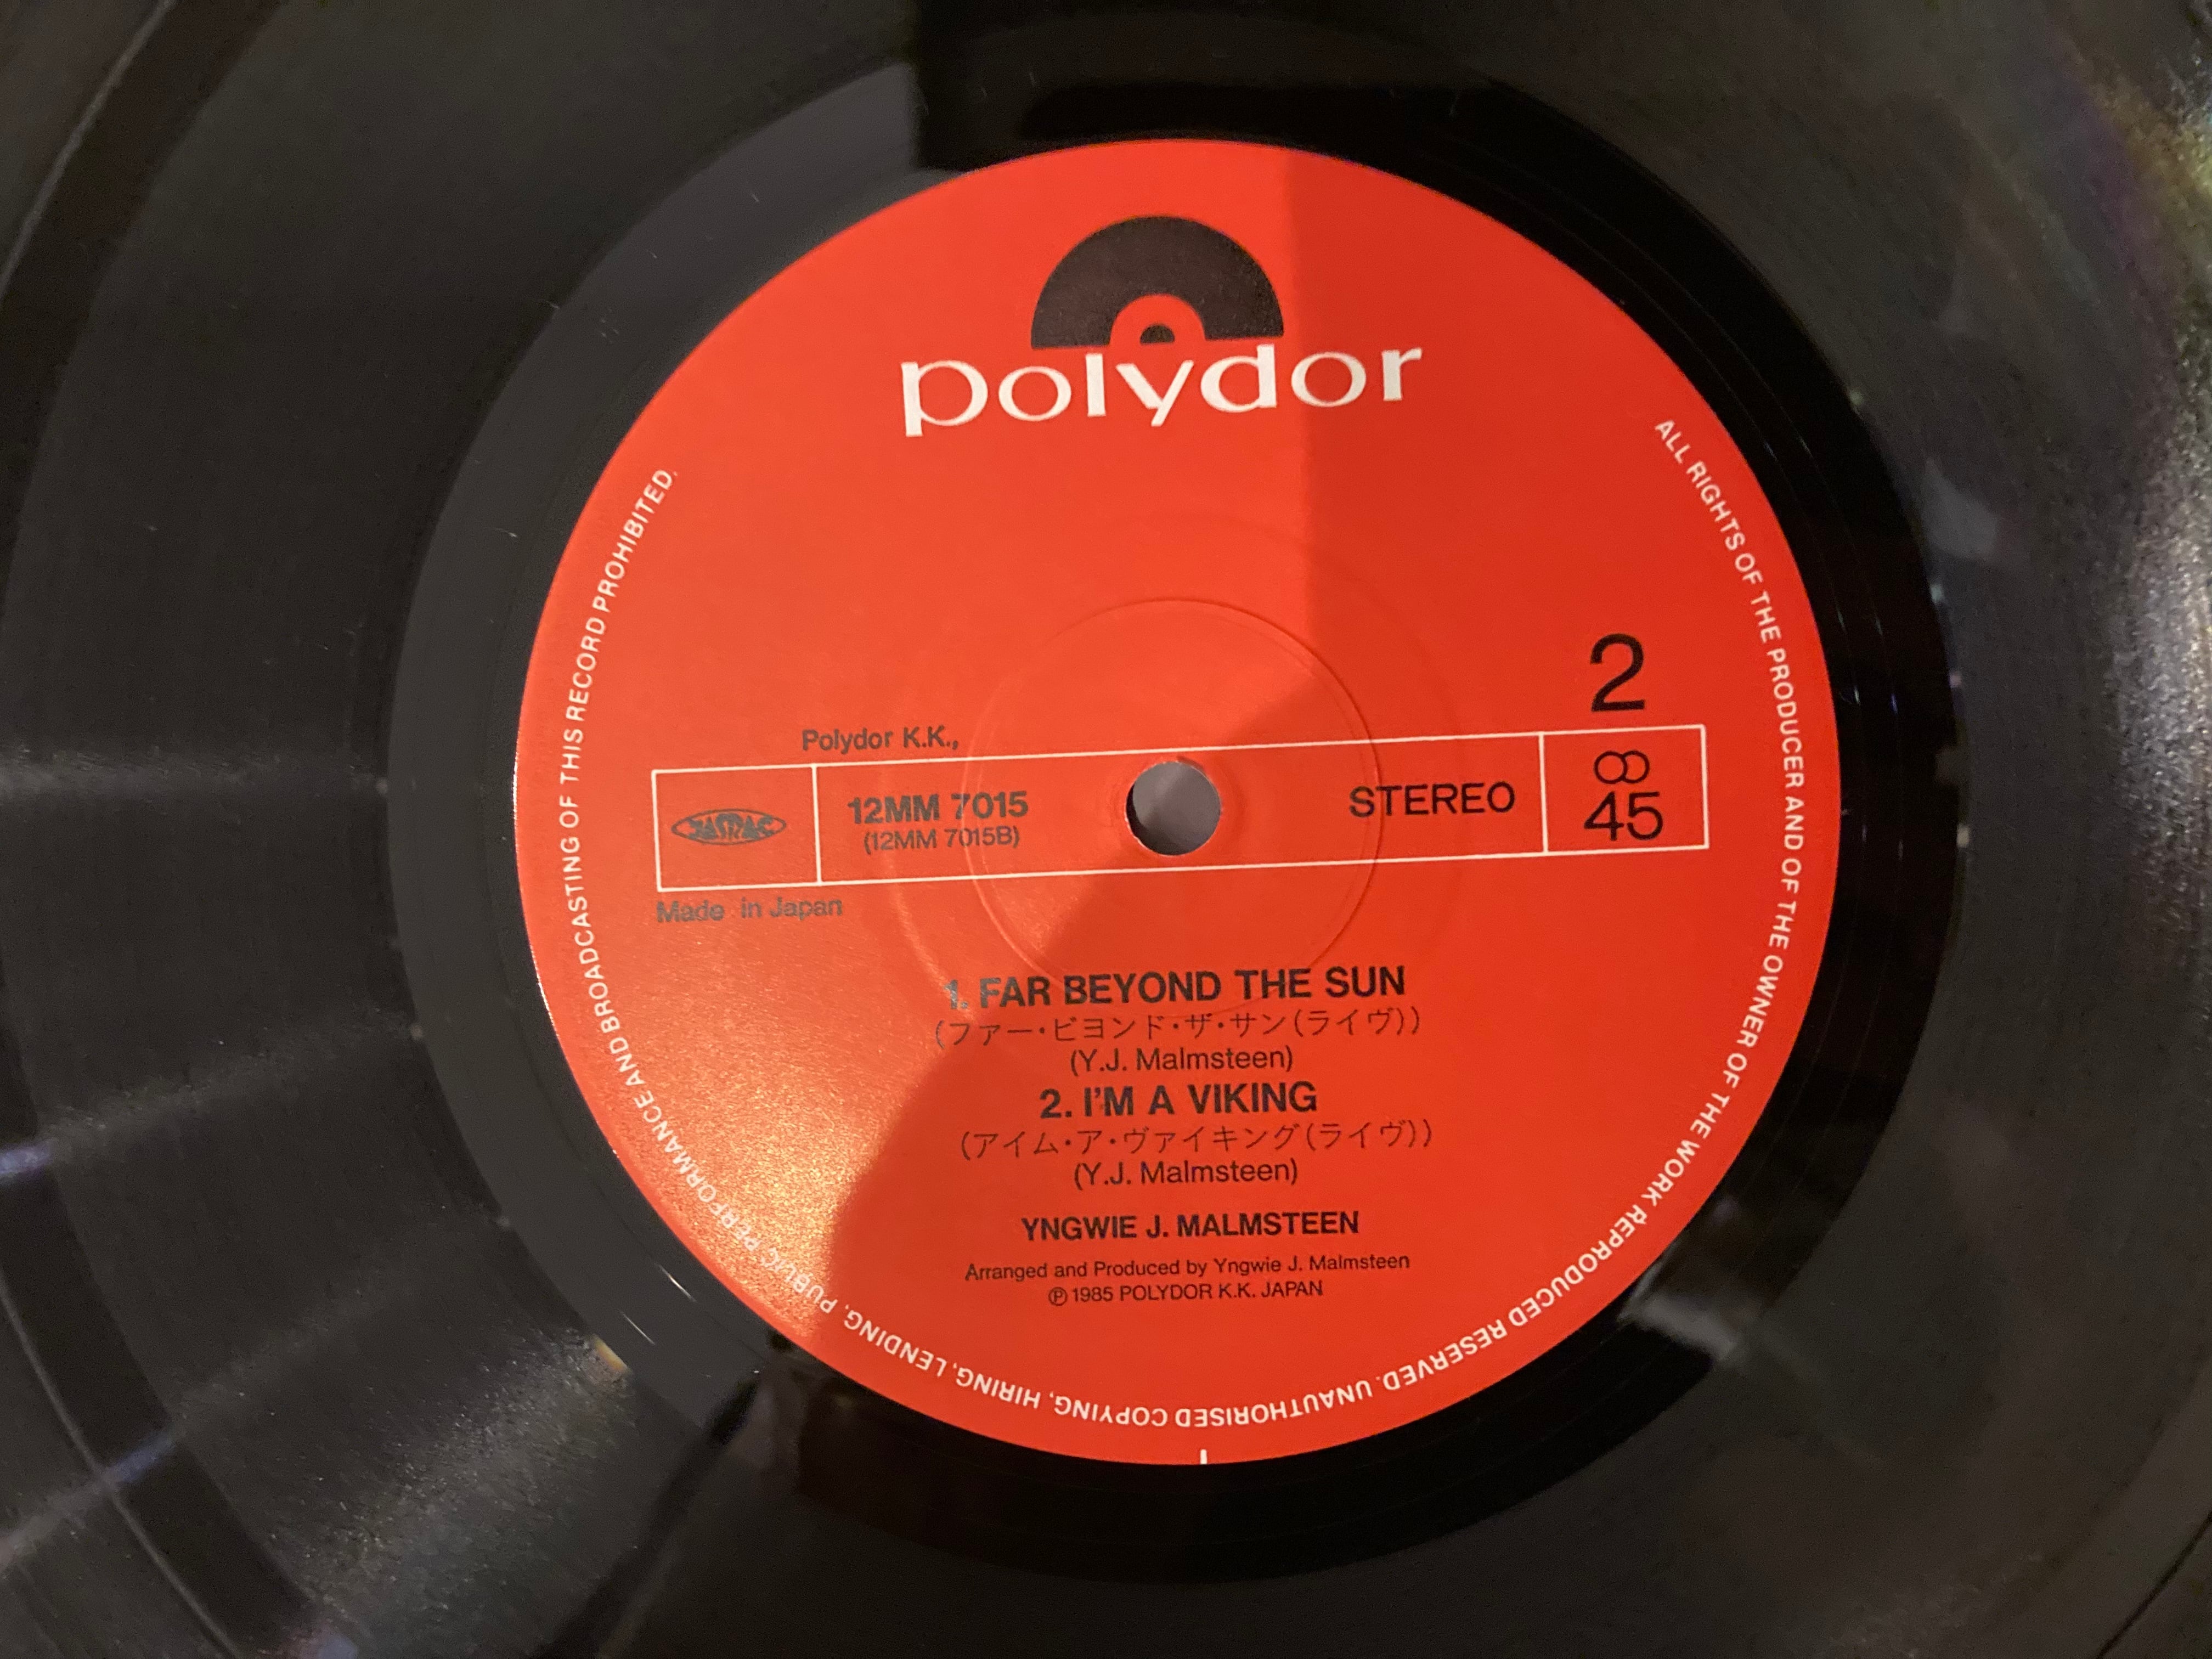 polydor
2
Polydor K.K.,
JASRAC
12MM 7015
(12MM 7015B)
STEREO
45
Made in Japan
1. FAR BEYOND THE SUN
(ファー・ビヨンド・ザ・サン(ライヴ))
(Y.J. Malmsteen)
2. I'M A VIKING
(アイム・ア・ヴァイキング(ライヴ))
(Y.J. Malmsteen)
YNGWIE J. MALMSTEEN
Arranged and Produced by Yngwie J. Malmsteen
℗ 1985 POLYDOR K.K. JAPAN
ALL RIGHTS OF THE PRODUCER AND OF THE OWNER OF THE WORK REPRODUCED RESERVED. UNAUTHORISED COPYING, HIRING, LENDING, PUBLIC PERFORMANCE AND BROADCASTING OF THIS RECORD PROHIBITED.